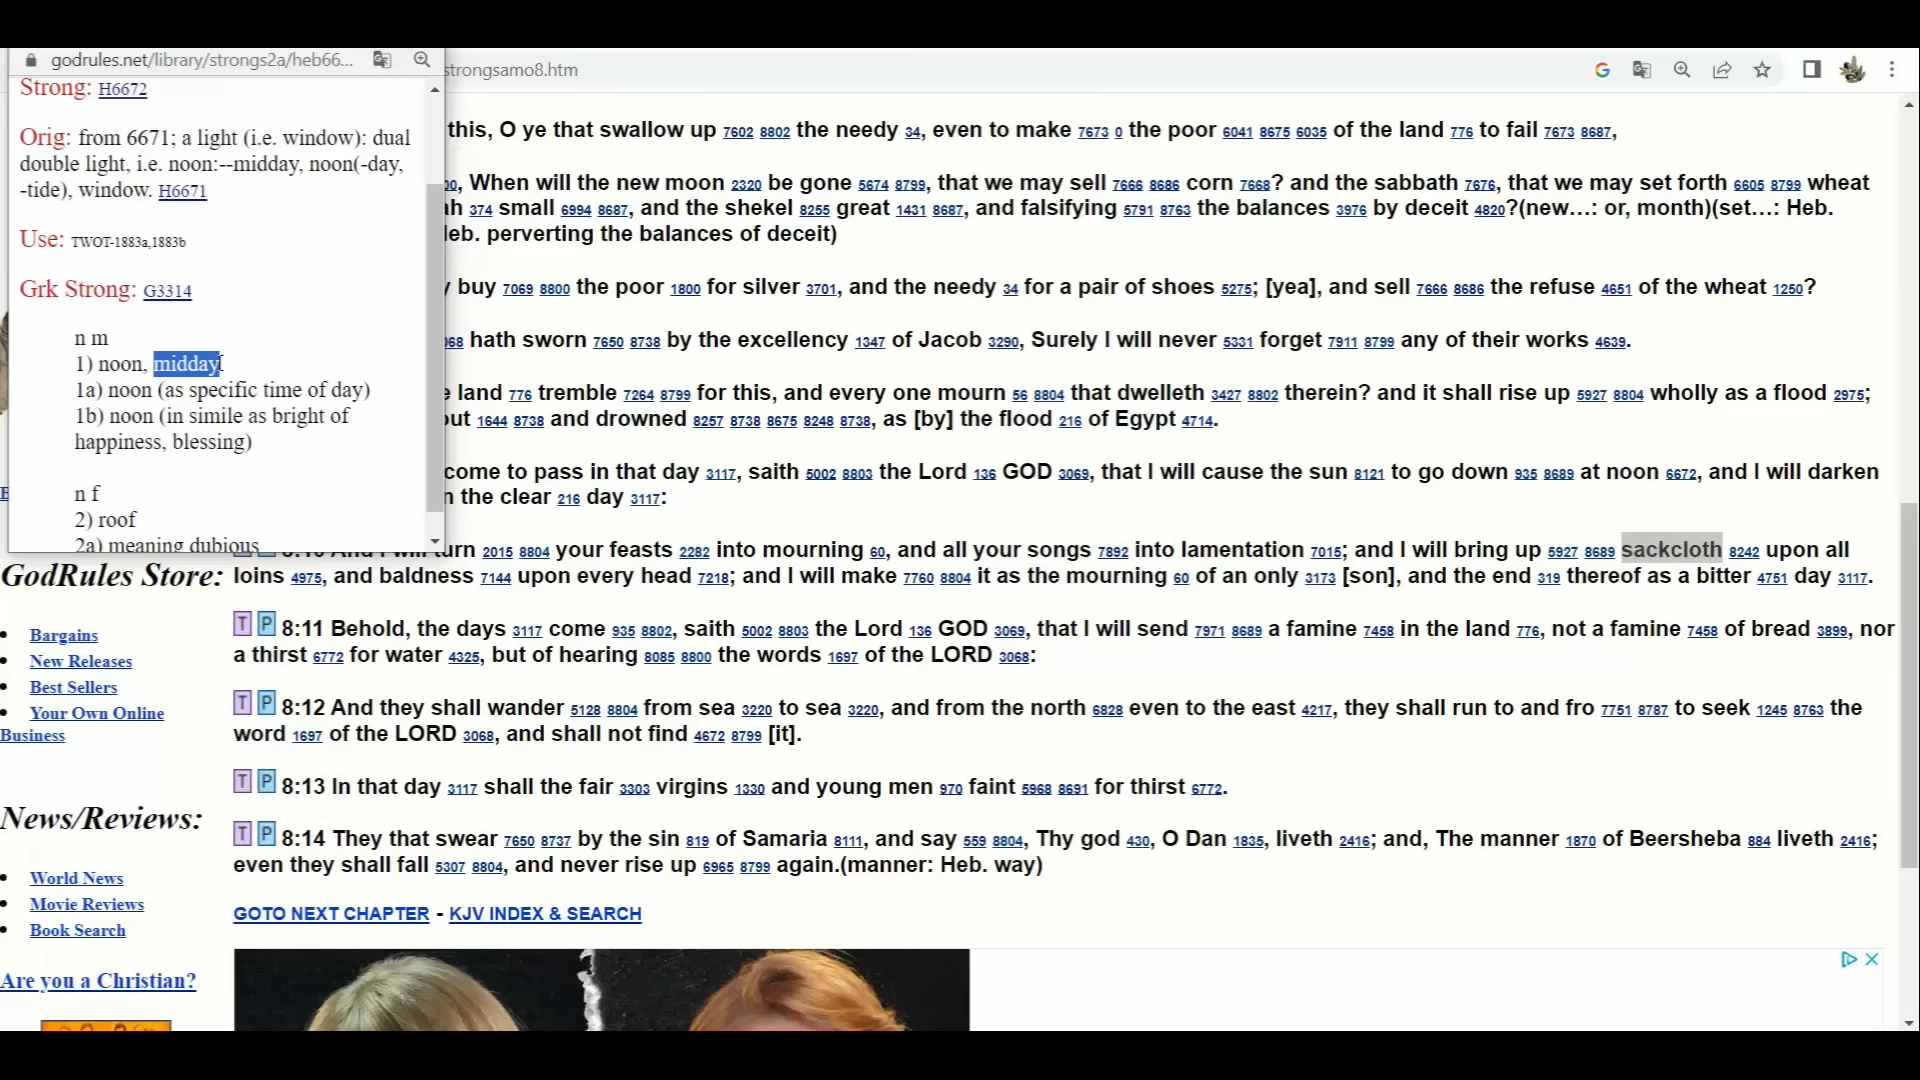 godrules.net/library/strongs2a/heb66...
Strong: H6672
Orig: from 6671; a light (i.e. window): dual
double light, i.e. noon:--midday, noon(-day,
-tide), window. H6671
Use: TWOT-1883a,1883b
Grk Strong: G3314
n m
1) noon, midday
1a) noon (as specific time of day)
1b) noon (in simile as bright of
happiness, blessing)
n f
2) roof
2a) meaning dubious
strongsamo8.htm
this, O ye that swallow up 7602 8802 the needy 34, even to make 7673 0 the poor 6041 8675 6035 of the land 776 to fail 7673 8687,
, When will the new moon 2320 be gone 5674 8799, that we may sell 7666 8686 corn 7668? and the sabbath 7676, that we may set forth 6605 8799 wheat
ah 374 small 6994 8687, and the shekel 8255 great 1431 8687, and falsifying 5791 8763 the balances 3976 by deceit 4820?(new…: or, month)(set…: Heb.
eb. perverting the balances of deceit)
y buy 7069 8800 the poor 1800 for silver 3701, and the needy 34 for a pair of shoes 5275; [yea], and sell 7666 8686 the refuse 4651 of the wheat 1250?
068 hath sworn 7650 8738 by the excellency 1347 of Jacob 3290, Surely I will never 5331 forget 7911 8799 any of their works 4639.
e land 776 tremble 7264 8799 for this, and every one mourn 56 8804 that dwelleth 3427 8802 therein? and it shall rise up 5927 8804 wholly as a flood 2975;
out 1644 8738 and drowned 8257 8738 8675 8248 8738, as [by] the flood 216 of Egypt 4714.
come to pass in that day 3117, saith 5002 8803 the Lord 136 GOD 3069, that I will cause the sun 8121 to go down 935 8689 at noon 6672, and I will darken
n the clear 216 day 3117:
8:10 And I will turn 2015 8804 your feasts 2282 into mourning 60, and all your songs 7892 into lamentation 7015; and I will bring up 5927 8689 sackcloth 8242 upon all
loins 4975, and baldness 7144 upon every head 7218; and I will make 7760 8804 it as the mourning 60 of an only 3173 [son], and the end 319 thereof as a bitter 4751 day 3117.
T P 8:11 Behold, the days 3117 come 935 8802, saith 5002 8803 the Lord 136 GOD 3069, that I will send 7971 8689 a famine 7458 in the land 776, not a famine 7458 of bread 3899, nor
a thirst 6772 for water 4325, but of hearing 8085 8800 the words 1697 of the LORD 3068:
T P 8:12 And they shall wander 5128 8804 from sea 3220 to sea 3220, and from the north 6828 even to the east 4217, they shall run to and fro 7751 8787 to seek 1245 8763 the
word 1697 of the LORD 3068, and shall not find 4672 8799 [it].
T P 8:13 In that day 3117 shall the fair 3303 virgins 1330 and young men 970 faint 5968 8691 for thirst 6772.
T P 8:14 They that swear 7650 8737 by the sin 819 of Samaria 8111, and say 559 8804, Thy god 430, O Dan 1835, liveth 2416; and, The manner 1870 of Beersheba 884 liveth 2416;
even they shall fall 5307 8804, and never rise up 6965 8799 again.(manner: Heb. way)
GOTO NEXT CHAPTER - KJV INDEX & SEARCH
GodRules Store:
Bargains
New Releases
Best Sellers
Your Own Online
Business
News/Reviews:
World News
Movie Reviews
Book Search
Are you a Christian?